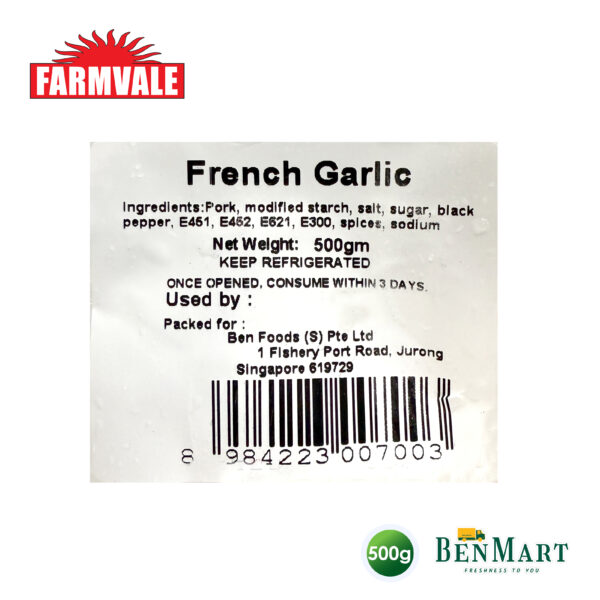 FARMVALE
French Garlic
Ingredients:Pork, modified starch, salt, sugar, black
pepper, E451, E452, E621, E300, spices, sodium
Net Weight: 500gm
KEEP REFRIGERATED
ONCE OPENED, CONSUME WITHIN 3 DAYS.
Used by :
Packed for :
Ben Foods (S) Pte Ltd
1 Fishery Port Road, Jurong
Singapore 619729
8 984223 007003
500g
BENMART
FRESHNESS TO YOU